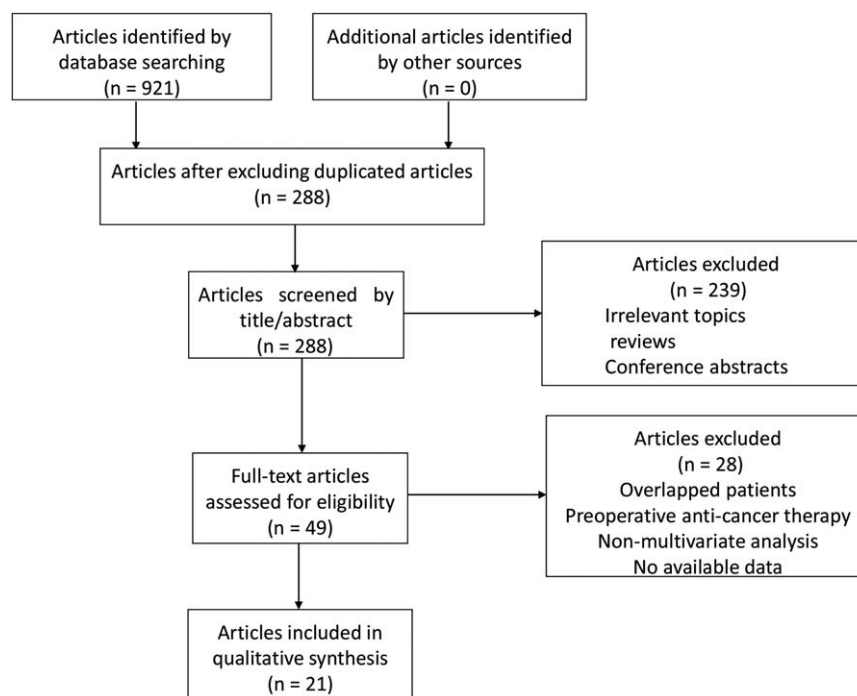 Articles identified by
database searching
(n = 921)
Additional articles identified
by other sources
(n = 0)
Articles after excluding duplicated articles
(n = 288)
Articles screened by
title/abstract
(n = 288)
Articles excluded
(n = 239)
Irrelevant topics
reviews
Conference abstracts
Full-text articles
assessed for eligibility
(n = 49)
Articles excluded
(n = 28)
Overlapped patients
Preoperative anti-cancer therapy
Non-multivariate analysis
No available data
Articles included in
qualitative synthesis
(n = 21)